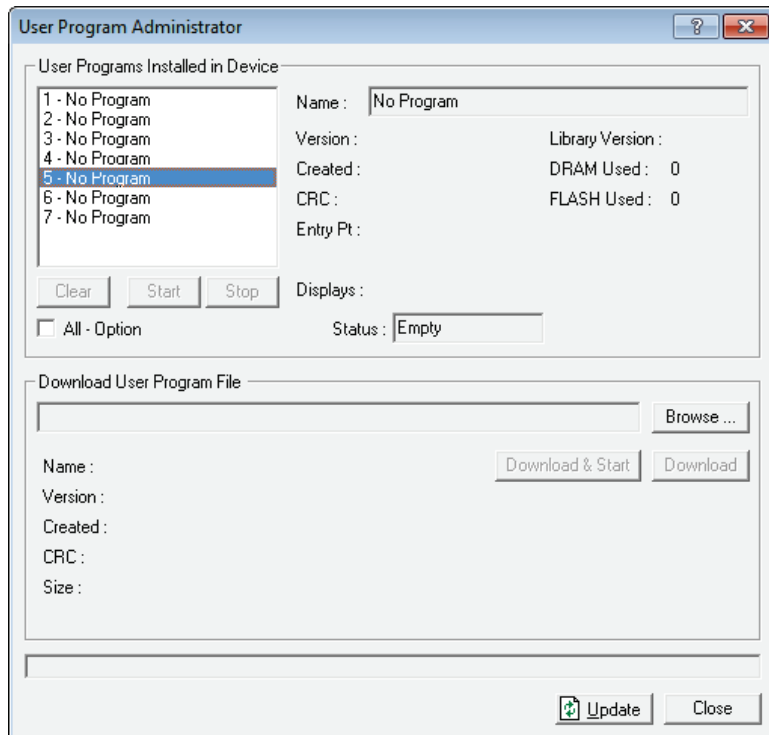 User Program Administrator
User Programs Installed in Device
1 - No Program
2 - No Program
3 - No Program
4 - No Program
5 - No Program
6 - No Program
7 - No Program
Name : No Program
Version : Library Version :
Created : DRAM Used : 0
CRC : FLASH Used : 0
Entry Pt :
Clear Start Stop Displays :
All - Option Status : Empty
Download User Program File
Browse ...
Name : Download & Start Download
Version :
Created :
CRC :
Size :
Update Close